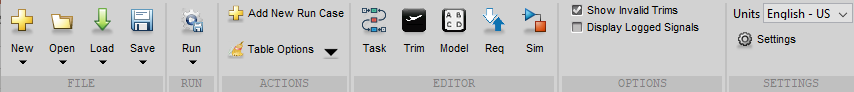 New
Open
Load
Save
FILE
Run
RUN
Add New Run Case
Table Options
ACTIONS
Task
Trim
A B
C D
Model
Req
Sim
EDITOR
Show Invalid Trims
Display Logged Signals
OPTIONS
Units English - US
Settings
SETTINGS